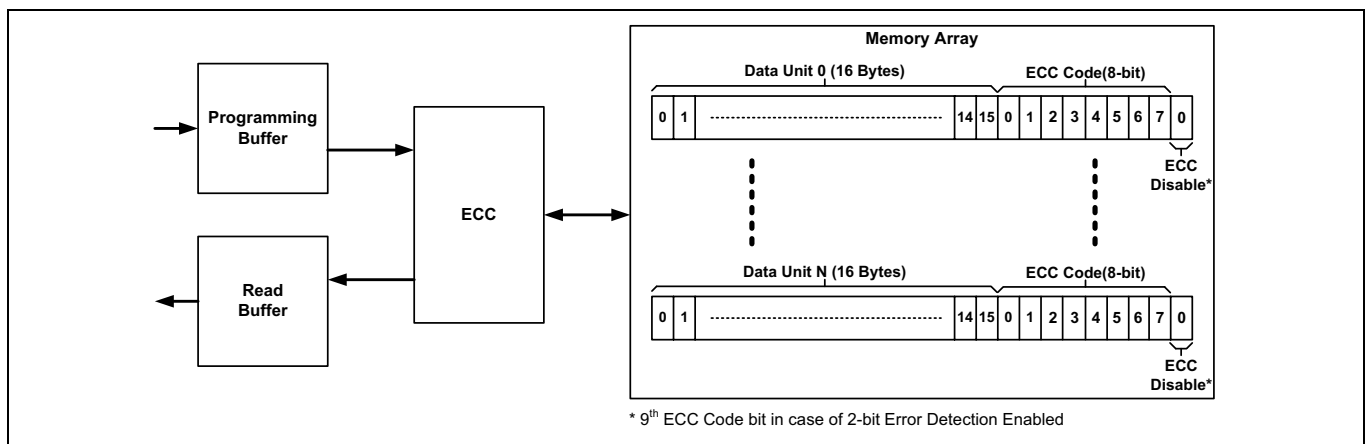 Memory Array
Data Unit 0 (16 Bytes)
ECC Code(8-bit)
0 1 14 15 0 1 2 3 4 5 6 7 0
ECC
Disable*
Programming
Buffer
ECC
Read
Buffer
Data Unit N (16 Bytes)
ECC Code(8-bit)
0 1 14 15 0 1 2 3 4 5 6 7 0
ECC
Disable*
* 9th ECC Code bit in case of 2-bit Error Detection Enabled